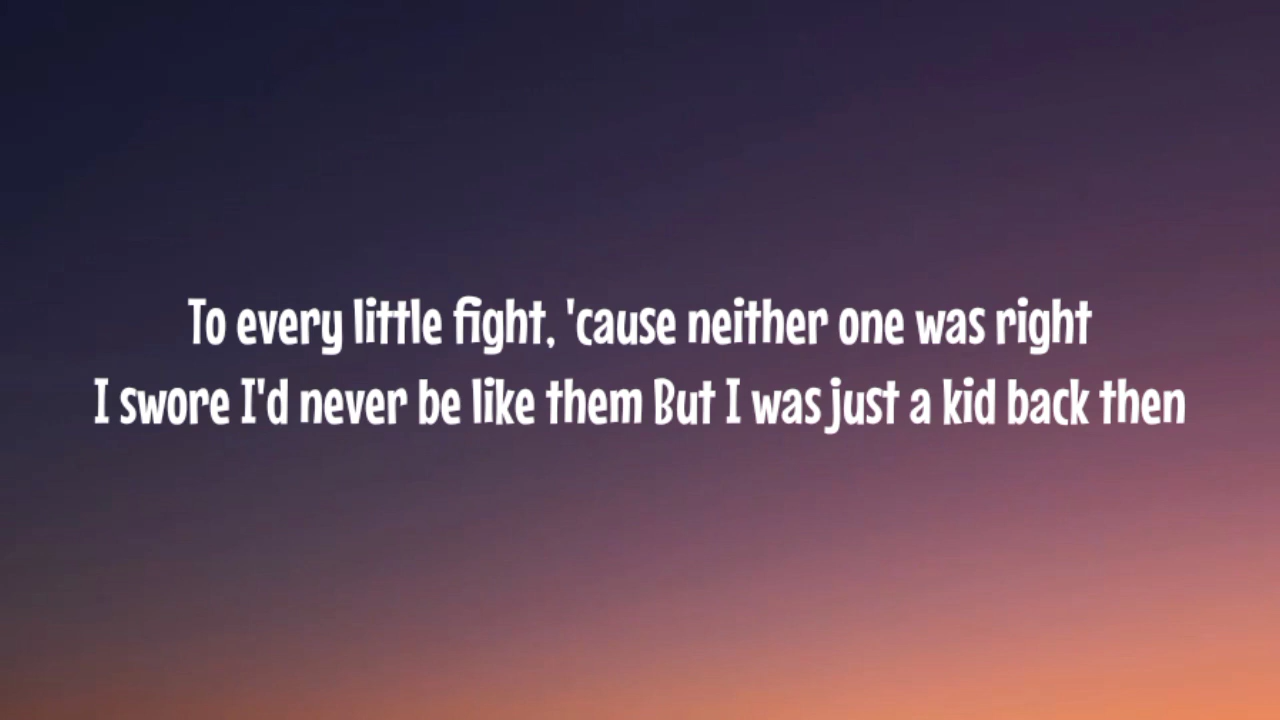 To every little fight, 'cause neither one was right
I swore I'd never be like them But I was just a kid back then